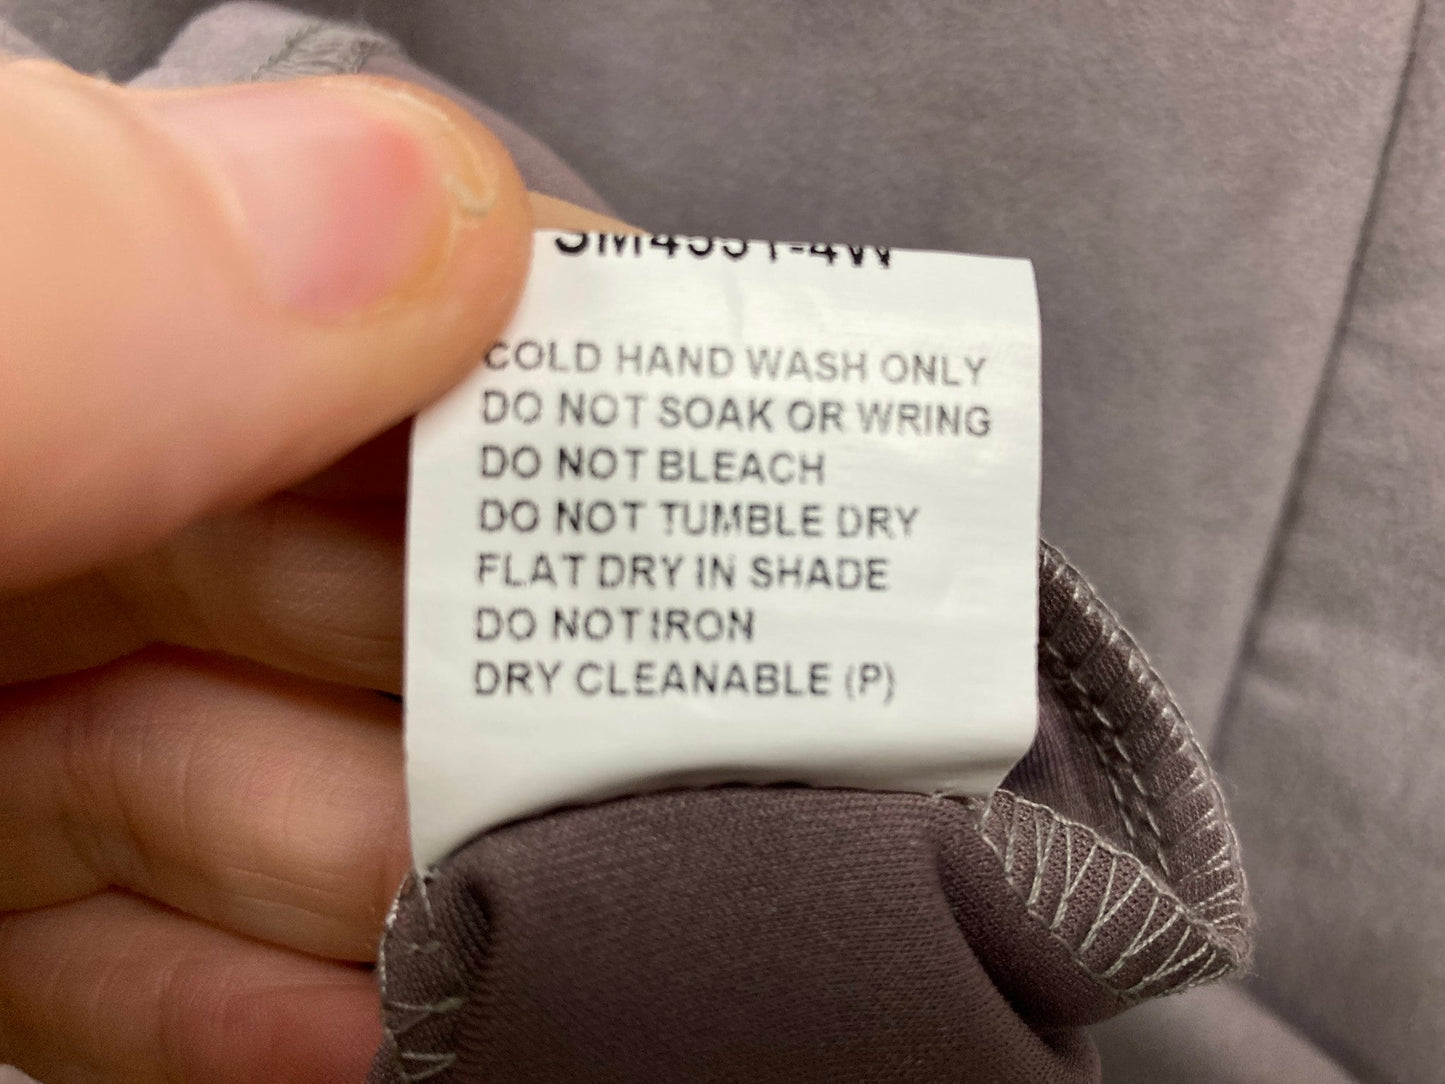 COLD HAND WASH ONLY
DO NOT SOAK OR WRING
DO NOT BLEACH
DO NOT TUMBLE DRY
FLAT DRY IN SHADE
DO NOT IRON
DRY CLEANABLE (P)